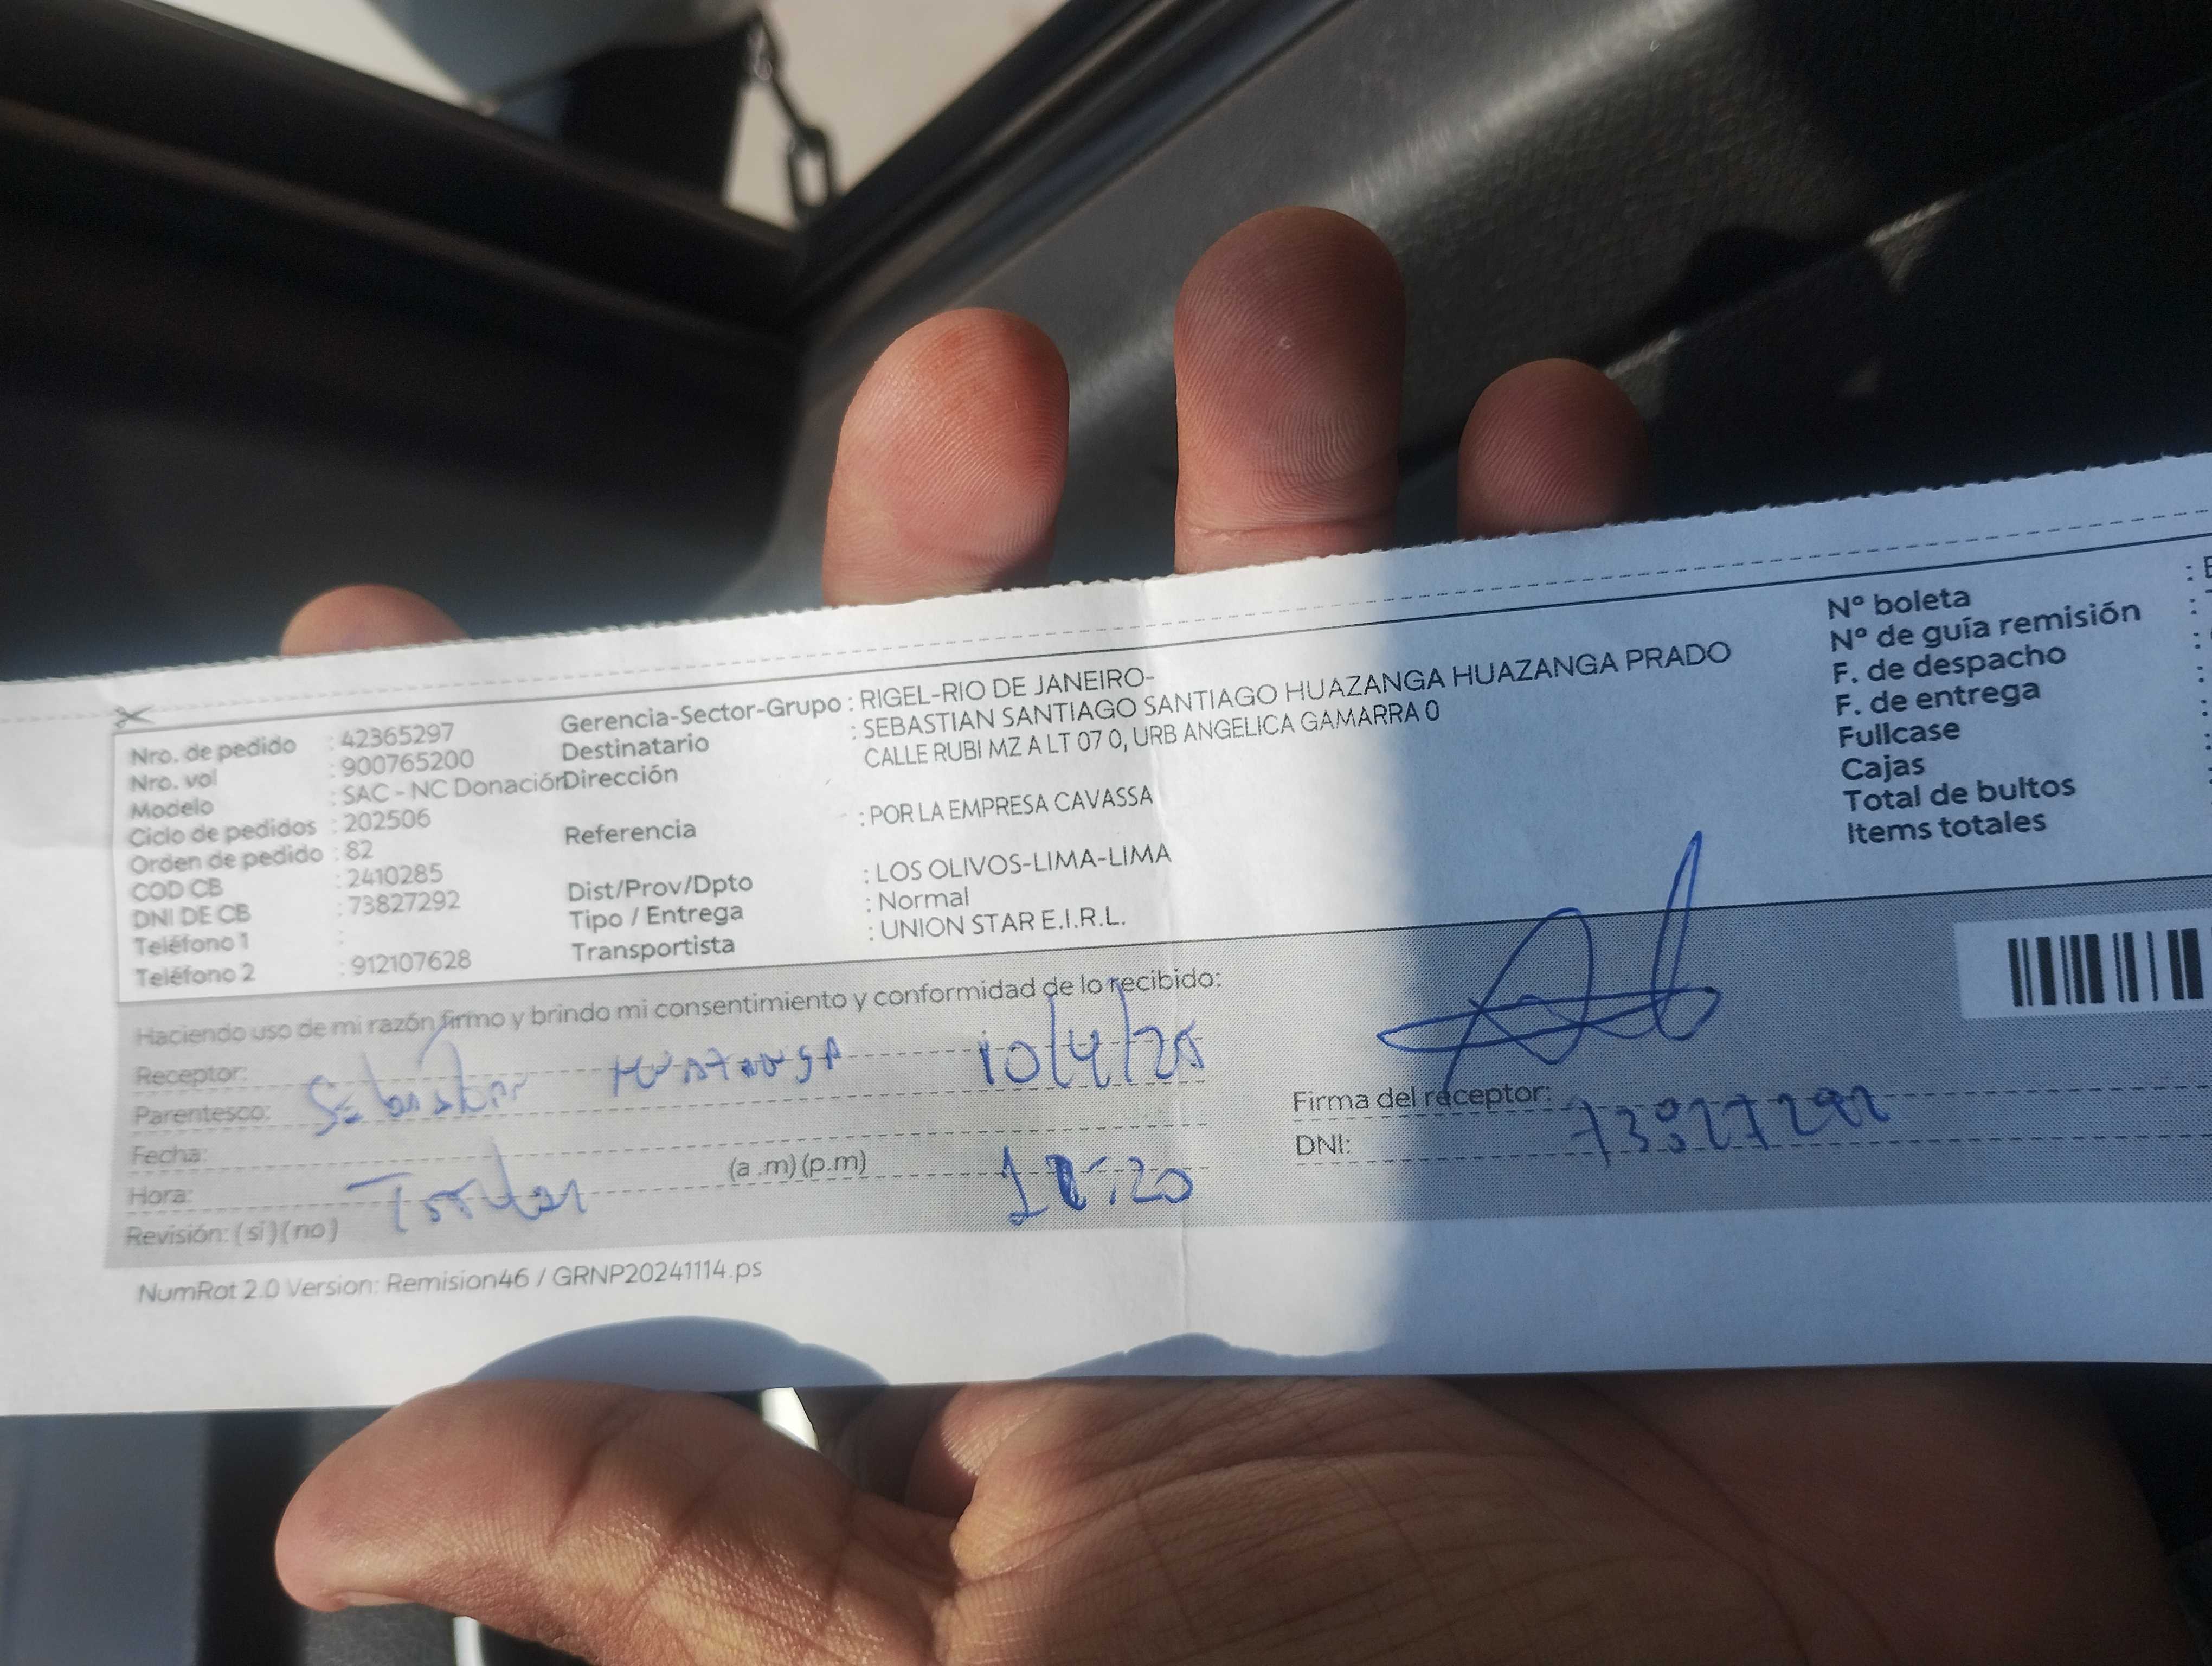 Nro. de pedido : 42365297
Nro. vol : 900765200
Modelo : SAC - NC Donación
Ciclo de pedidos : 202506
Orden de pedido : 82
COD CB : 2410285
DNI DE CB : 73827292
Teléfono 1 :
Teléfono 2 : 912107628
Gerencia-Sector-Grupo : RIGEL-RIO DE JANEIRO-
Destinatario : SEBASTIAN SANTIAGO SANTIAGO HUAZANGA HUAZANGA PRADO
Dirección CALLE RUBI MZ A LT 07 0, URB ANGELICA GAMARRA 0
Referencia : POR LA EMPRESA CAVASSA
Dist/Prov/Dpto : LOS OLIVOS-LIMA-LIMA
Tipo / Entrega : Normal
Transportista : UNION STAR E.I.R.L.
Nº boleta :
Nº de guía remisión :
F. de despacho :
F. de entrega :
Fullcase :
Cajas :
Total de bultos
Items totales
Haciendo uso de mi razón firmo y brindo mi consentimiento y conformidad de lo recibido:
Receptor:
Sebastian Huazanga 10/4/25
Parentesco:
Fecha:
Hora: (a .m) (p.m)
Titular
Revisión: ( si ) ( no )
Firma del receptor:
DNI: 73827292
NumRot 2.0 Version: Remision46 / GRNP20241114.ps